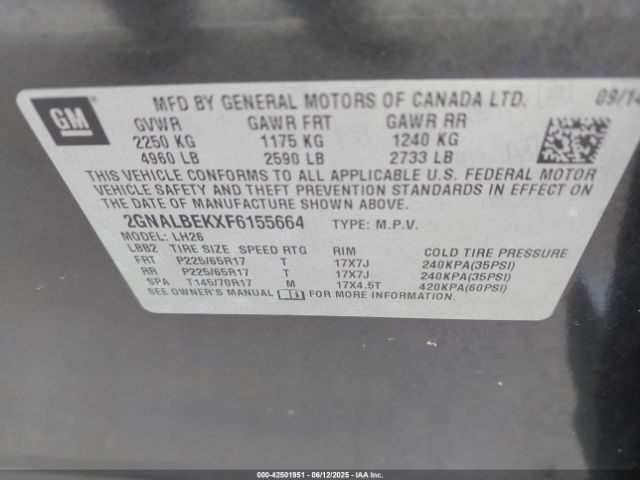 GM
MFD BY GENERAL MOTORS OF CANADA LTD. 09/14
GVWR GAWR FRT GAWR RR
2250 KG 1175 KG 1240 KG
4960 LB 2590 LB 2733 LB
THIS VEHICLE CONFORMS TO ALL APPLICABLE U.S. FEDERAL MOTOR
VEHICLE SAFETY AND THEFT PREVENTION STANDARDS IN EFFECT ON
THE DATE OF MANUFACTURE SHOWN ABOVE.
2GNALBEKXF6155664 TYPE: M.P.V.
MODEL: LH26
LBB2 TIRE SIZE SPEED RTG RIM COLD TIRE PRESSURE
FRT P225/65R17 T 17X7J 240KPA(35PSI)
RR P225/65R17 T 17X7J 240KPA(35PSI)
SPA T145/70R17 M 17X4.5T 420KPA(60PSI)
SEE OWNER'S MANUAL FOR MORE INFORMATION.
000-42501951 - 06/12/2025 - COPYRIGHT IAA